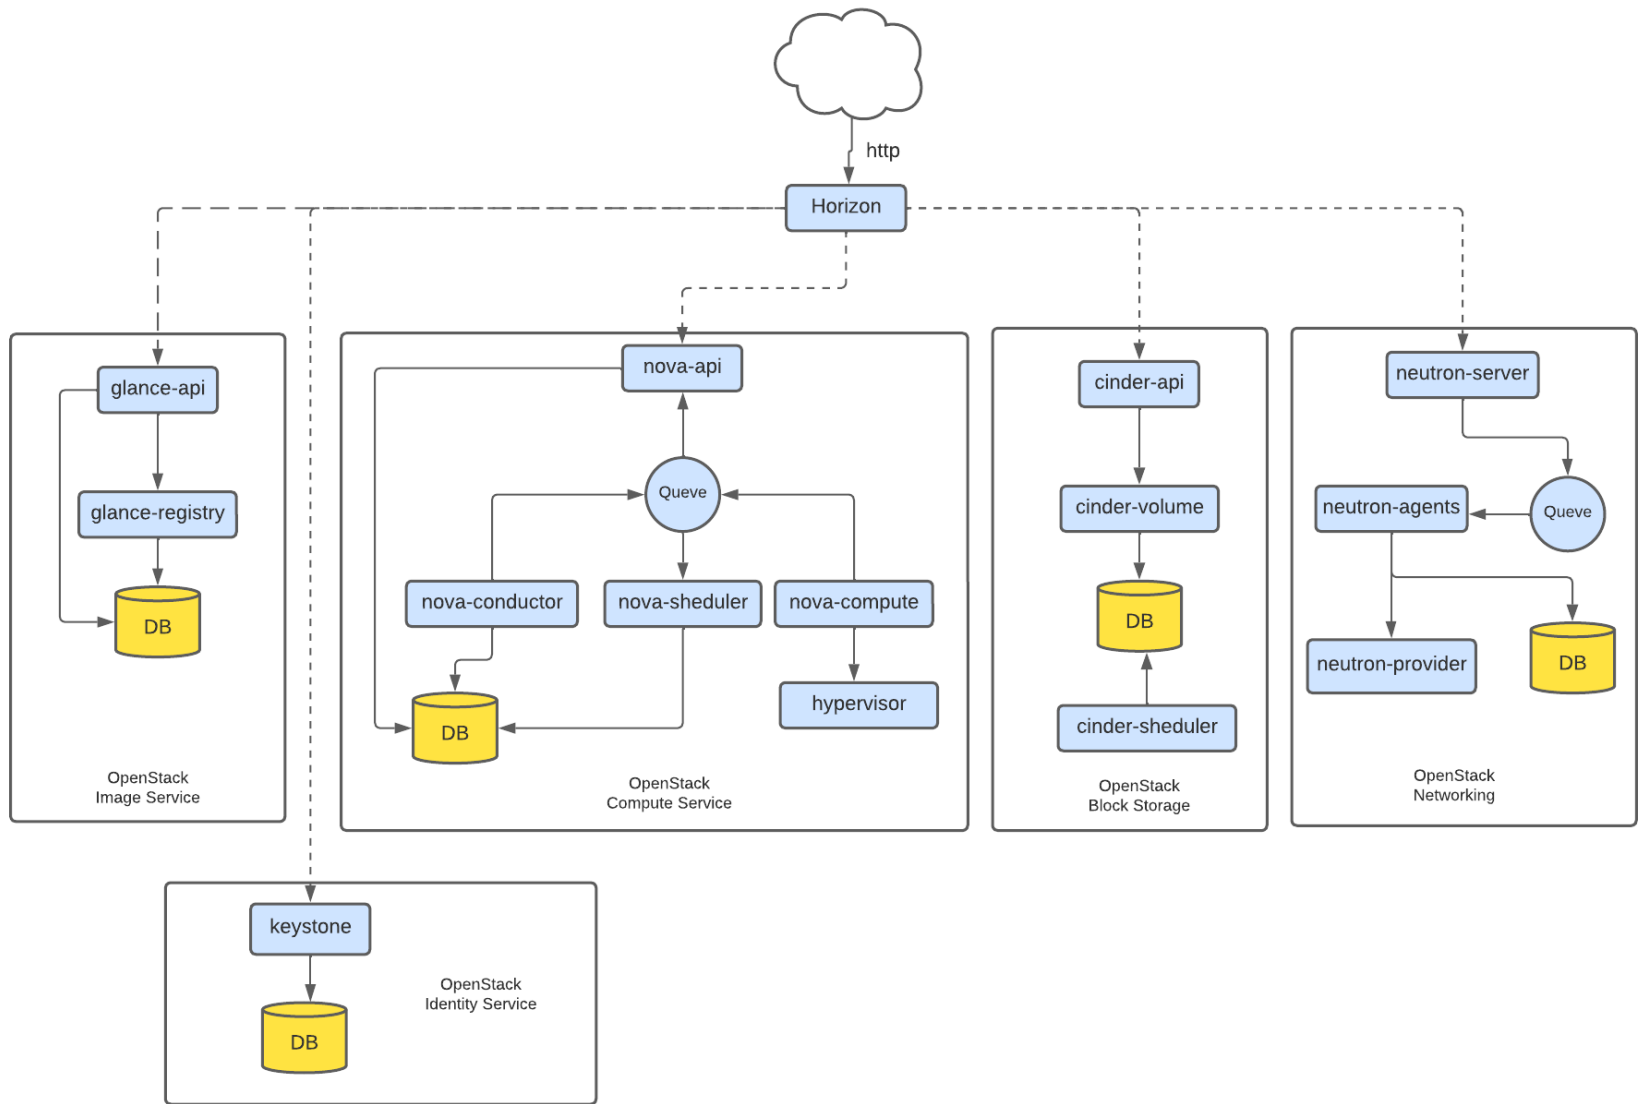 http
Horizon
glance-api
glance-registry
DB
OpenStack
Image Service
nova-api
Queve
nova-conductor
nova-sheduler
nova-compute
hypervisor
DB
OpenStack
Compute Service
cinder-api
cinder-volume
DB
cinder-sheduler
OpenStack
Block Storage
neutron-server
neutron-agents
Queve
neutron-provider
DB
OpenStack
Networking
keystone
DB
OpenStack
Identity Service